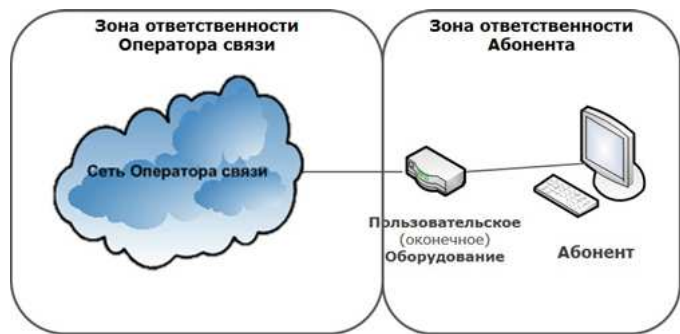 Зона ответственности
Оператора связи
Зона ответственности
Абонента
Сеть Оператора связи
Пользовательское
(оконечное)
Оборудование
Абонент